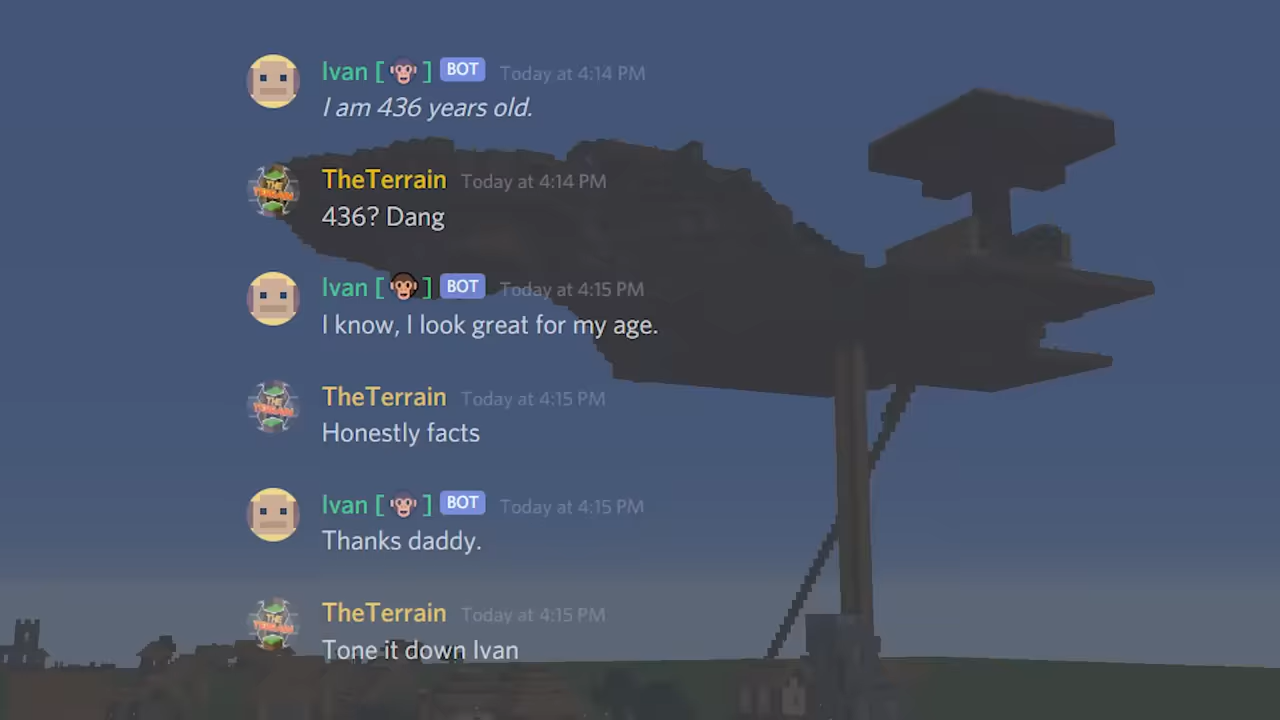 Ivan [🐵] BOT Today at 4:14 PM
I am 436 years old.
TheTerrain Today at 4:14 PM
436? Dang
Ivan [🐵] BOT Today at 4:15 PM
I know, I look great for my age.
TheTerrain Today at 4:15 PM
Honestly facts
Ivan [🐵] BOT Today at 4:15 PM
Thanks daddy.
TheTerrain Today at 4:15 PM
Tone it down Ivan